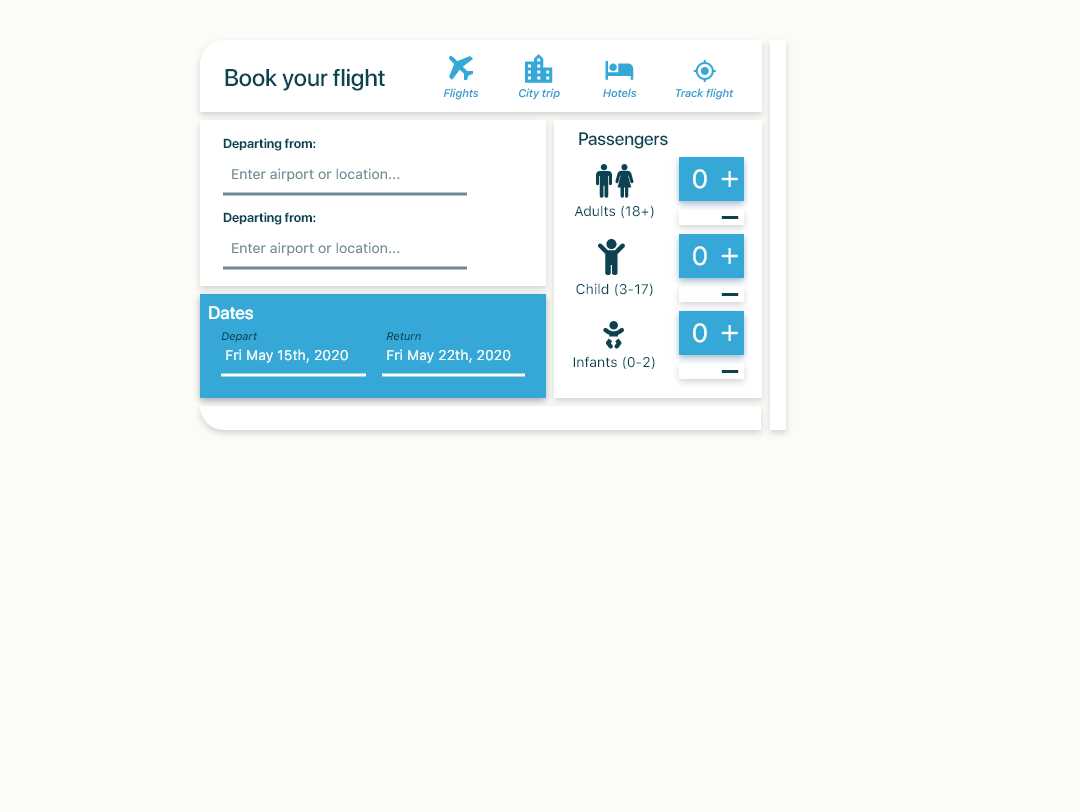 Book your flight
Flights
City trip
Hotels
Track flight
Departing from:
Enter airport or location...
Departing from:
Enter airport or location...
Dates
Depart
Return
Fri May 15th, 2020
Fri May 22th, 2020
Passengers
0 +
Adults (18+)
0 +
Child (3-17)
0 +
Infants (0-2)